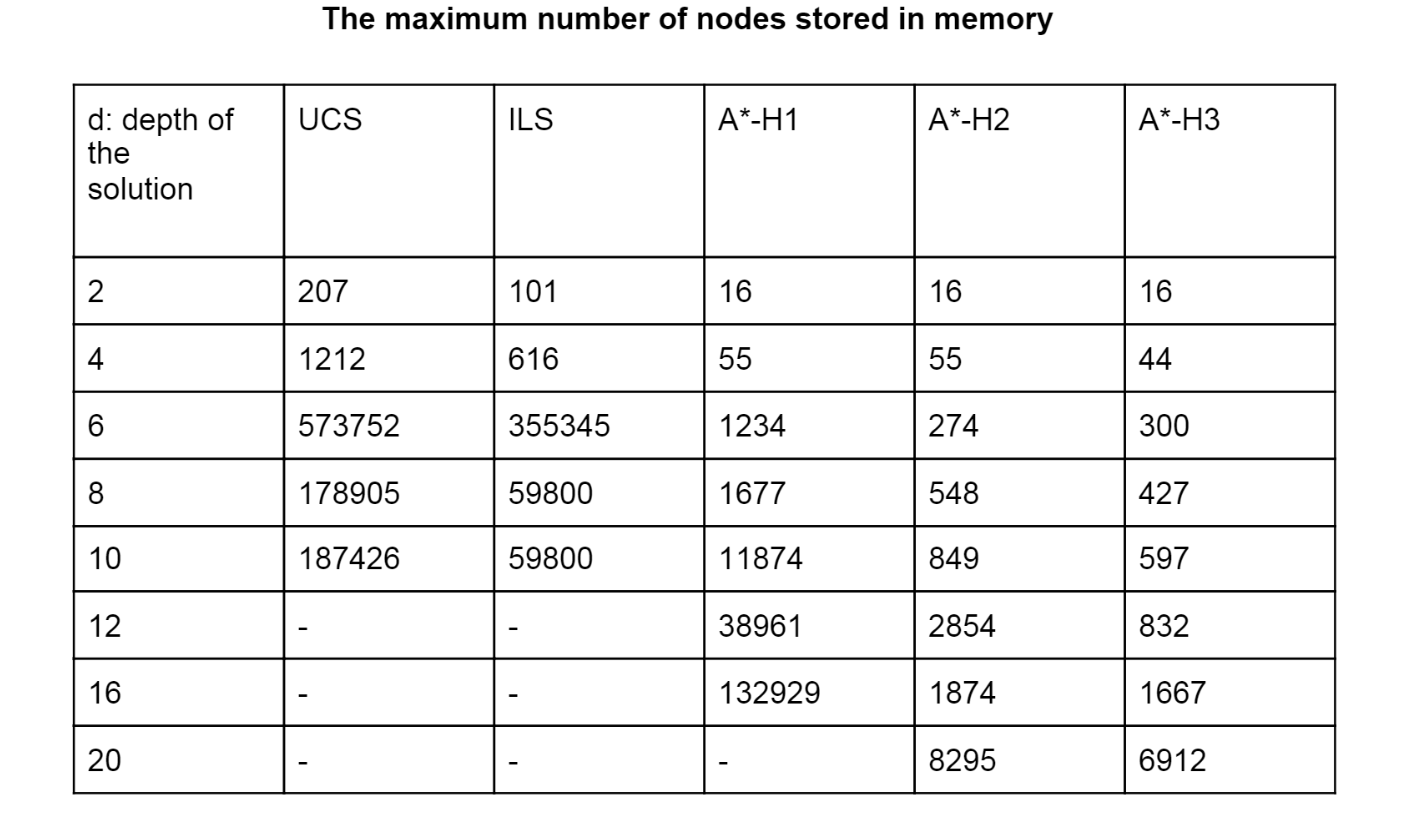 The maximum number of nodes stored in memory
d: depth of the solution UCS ILS A*-H1 A*-H2 A*-H3
2 207 101 16 16 16
4 1212 616 55 55 44
6 573752 355345 1234 274 300
8 178905 59800 1677 548 427
10 187426 59800 11874 849 597
12 - - 38961 2854 832
16 - - 132929 1874 1667
20 - - - 8295 6912